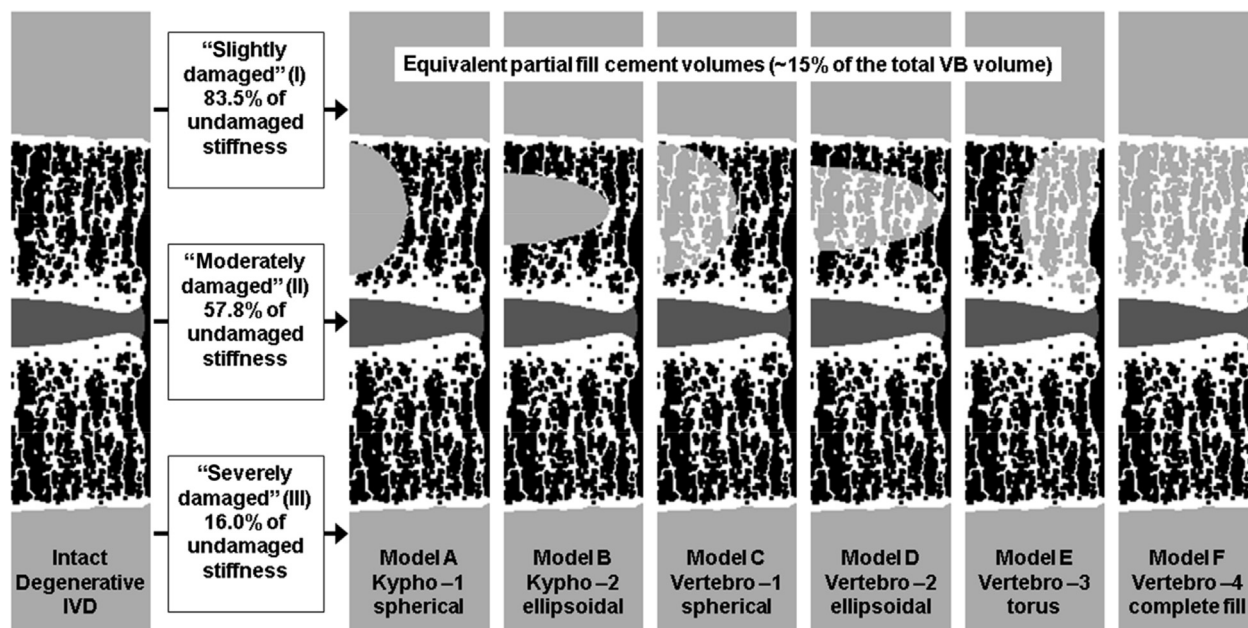 “Slightly
damaged” (I)
83.5% of
undamaged
stiffness
Equivalent partial fill cement volumes (~15% of the total VB volume)
“Moderately
damaged” (II)
57.8% of
undamaged
stiffness
“Severely
damaged” (III)
16.0% of
undamaged
stiffness
Intact
Degenerative
IVD
Model A
Kypho –1
spherical
Model B
Kypho –2
ellipsoidal
Model C
Vertebro –1
spherical
Model D
Vertebro –2
ellipsoidal
Model E
Vertebro –3
torus
Model F
Vertebro –4
complete fill